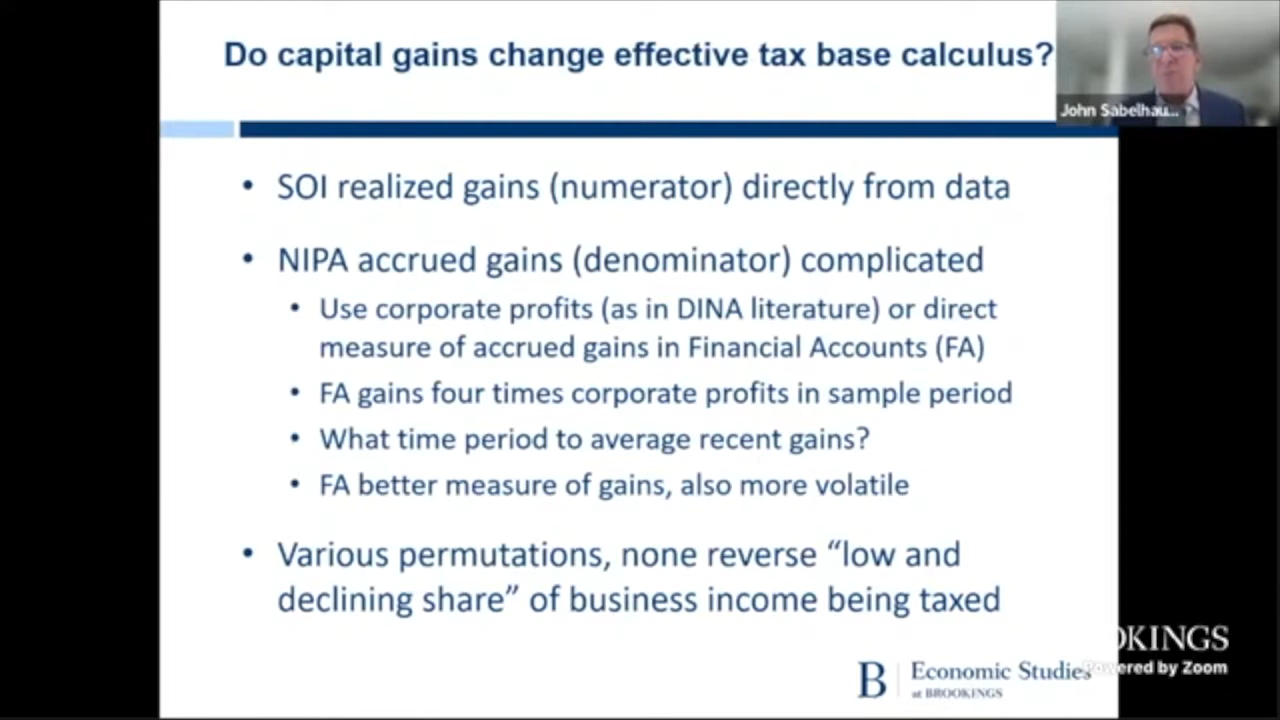 Do capital gains change effective tax base calculus?
John Sabelhau...
• SOI realized gains (numerator) directly from data
• NIPA accrued gains (denominator) complicated
• Use corporate profits (as in DINA literature) or direct
measure of accrued gains in Financial Accounts (FA)
• FA gains four times corporate profits in sample period
• What time period to average recent gains?
• FA better measure of gains, also more volatile
• Various permutations, none reverse “low and
declining share” of business income being taxed
OKINGS
Powered by Zoom
B Economic Studies
at BROOKINGS